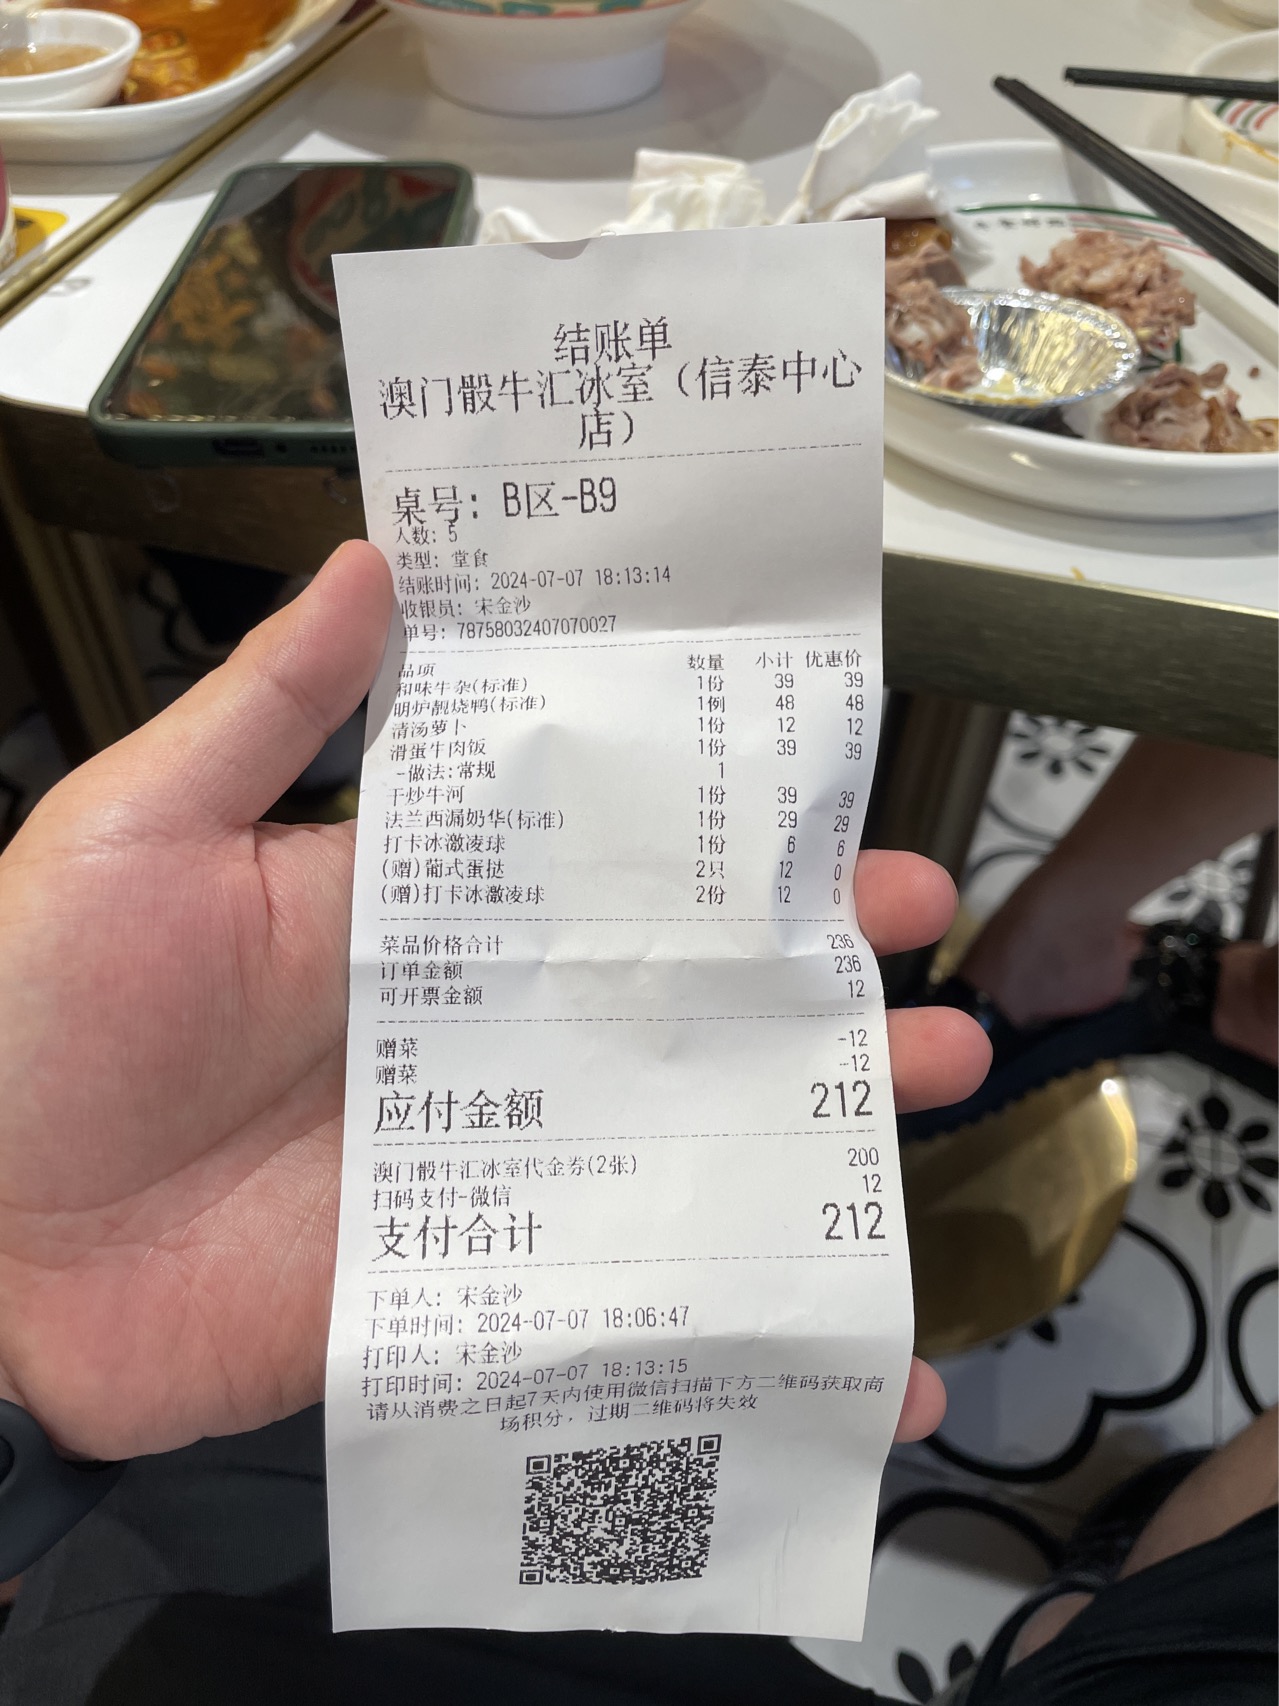 结账单
澳门骰牛汇冰室（信泰中心
店）
桌号：B区-B9
人数：5
类型：堂食
结账时间：2024-07-07 18:13:14
收银员：宋金沙
单号：78758032407070027
品项 数量 小计 优惠价
和味牛杂(标准) 1份 39 39
明炉靓烧鸭(标准) 1例 48 48
清汤萝卜 1份 12 12
滑蛋牛肉饭 1份 39 39
-做法:常规 1
干炒牛河 1份 39 39
法兰西漏奶华(标准) 1份 29 29
打卡冰激凌球 1份 6 6
(赠)葡式蛋挞 2只 12 0
(赠)打卡冰激凌球 2份 12 0
菜品价格合计 236
订单金额 236
可开票金额 12
赠菜 -12
赠菜 -12
应付金额 212
澳门骰牛汇冰室代金券(2张) 200
扫码支付-微信 12
支付合计 212
下单人：宋金沙
下单时间：2024-07-07 18:06:47
打印人：宋金沙
打印时间：2024-07-07 18:13:15
请从消费之日起7天内使用微信扫描下方二维码获取商
场积分，过期二维码将失效